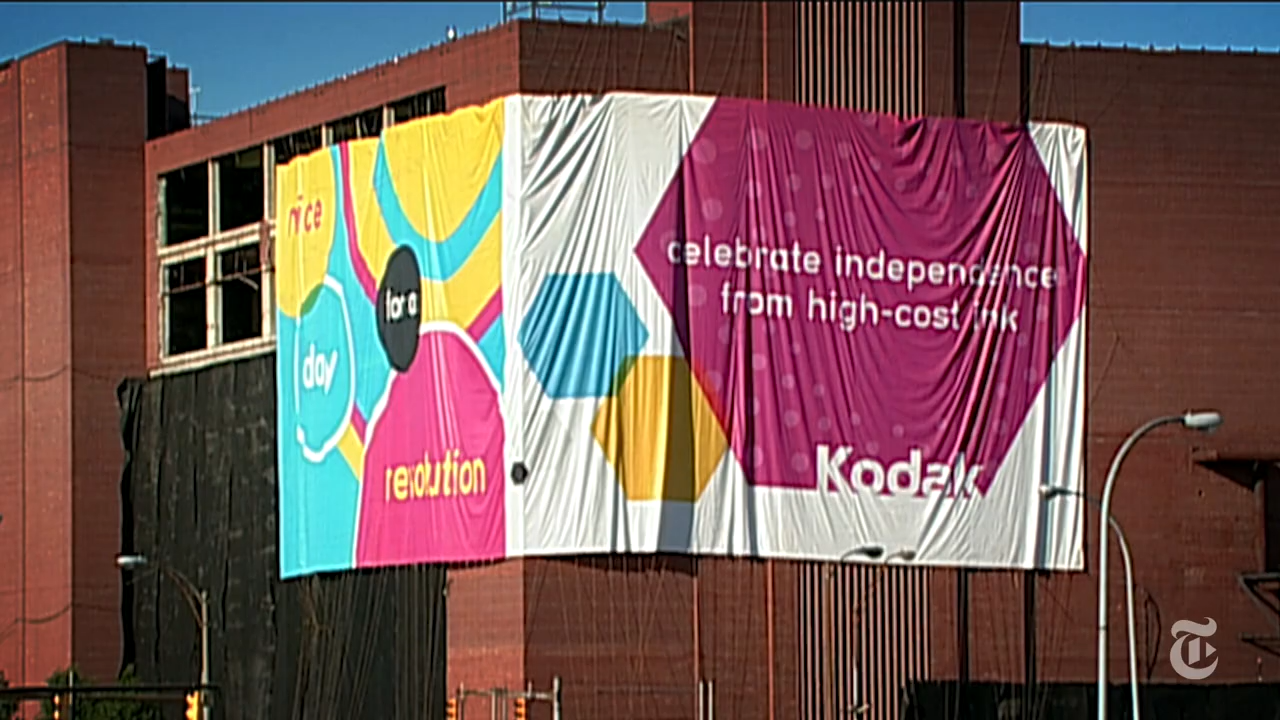 nice
day
for a
revolution
celebrate independence
from high-cost ink
Kodak
T